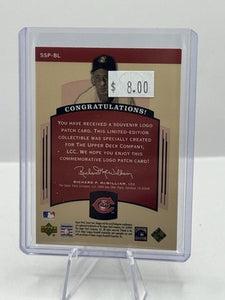 SSP-BL
$ 8.00
CONGRATULATIONS!
You have received a Souvenir Logo
Patch Card. This limited-edition
collectible was specially created for
The Upper Deck Company,
LLC. We hope you enjoy this
commemorative logo patch card!
Richard P. McWilliam, CEO